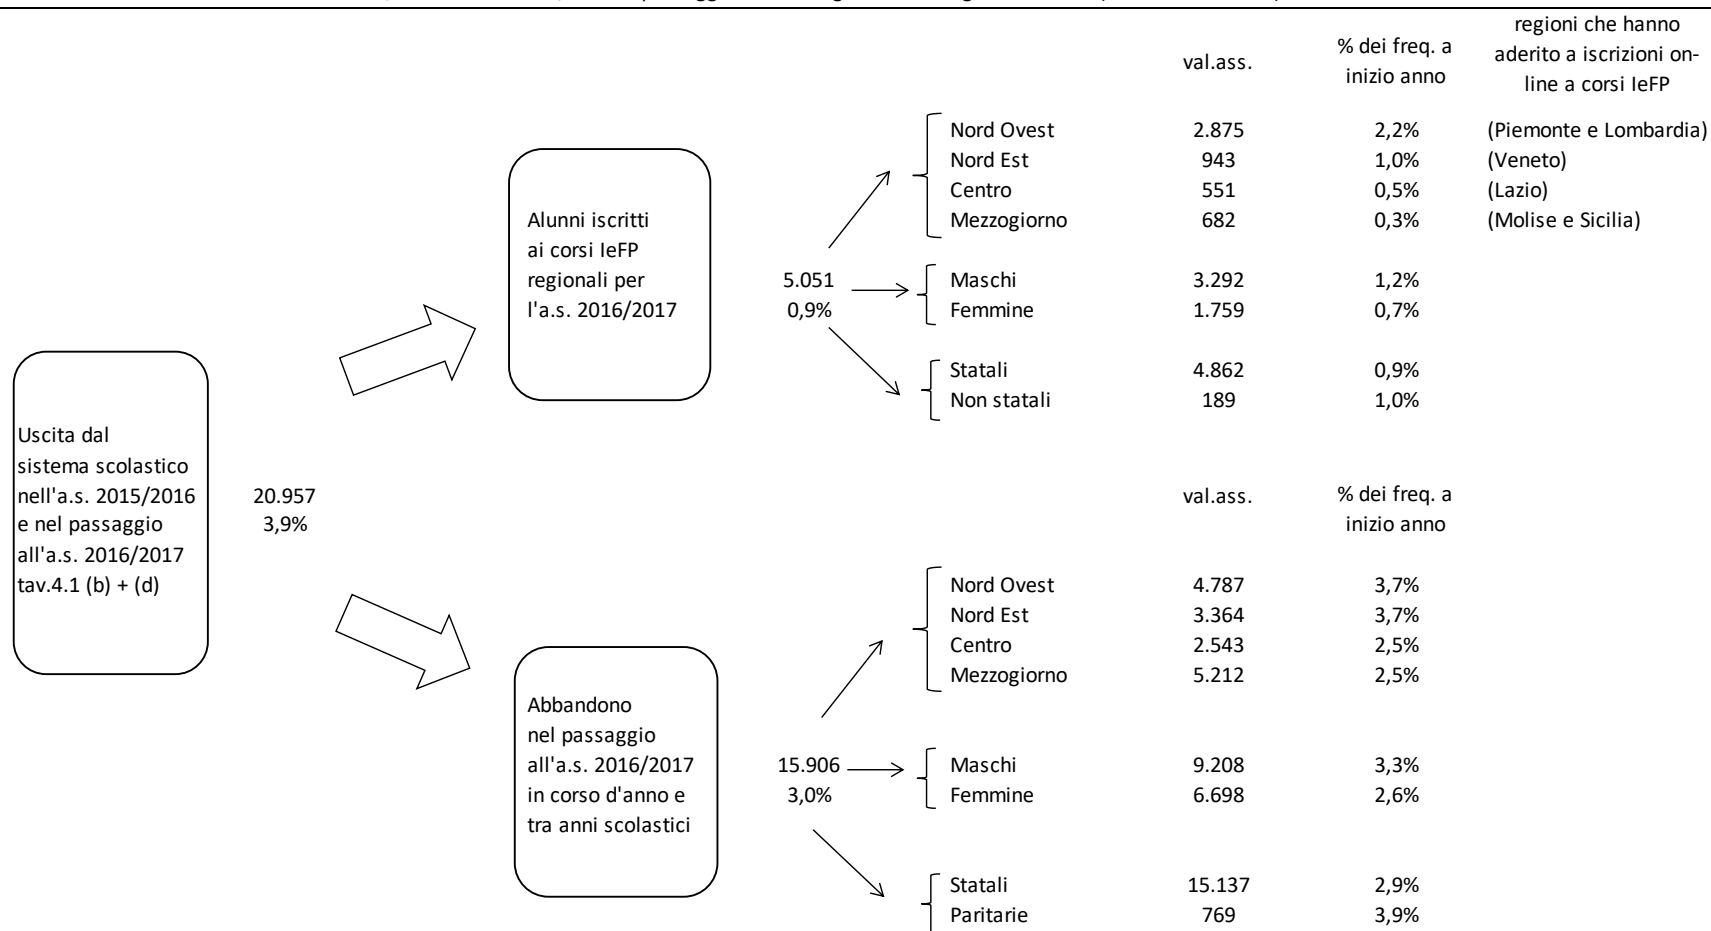 regioni che hanno
val.ass. % dei freq. a inizio anno aderito a iscrizioni on-
line a corsi IeFP
Nord Ovest 2.875 2,2% (Piemonte e Lombardia)
Nord Est 943 1,0% (Veneto)
Centro 551 0,5% (Lazio)
Mezzogiorno 682 0,3% (Molise e Sicilia)
Alunni iscritti
ai corsi IeFP
regionali per
l'a.s. 2016/2017
5.051
0,9%
Maschi 3.292 1,2%
Femmine 1.759 0,7%
Statali 4.862 0,9%
Non statali 189 1,0%
Uscita dal
sistema scolastico
nell'a.s. 2015/2016
e nel passaggio
all'a.s. 2016/2017
tav.4.1 (b) + (d)
20.957
3,9%
val.ass. % dei freq. a
inizio anno
Nord Ovest 4.787 3,7%
Nord Est 3.364 3,7%
Centro 2.543 2,5%
Mezzogiorno 5.212 2,5%
Abbandono
nel passaggio
all'a.s. 2016/2017
in corso d'anno e
tra anni scolastici
15.906
3,0%
Maschi 9.208 3,3%
Femmine 6.698 2,6%
Statali 15.137 2,9%
Paritarie 769 3,9%